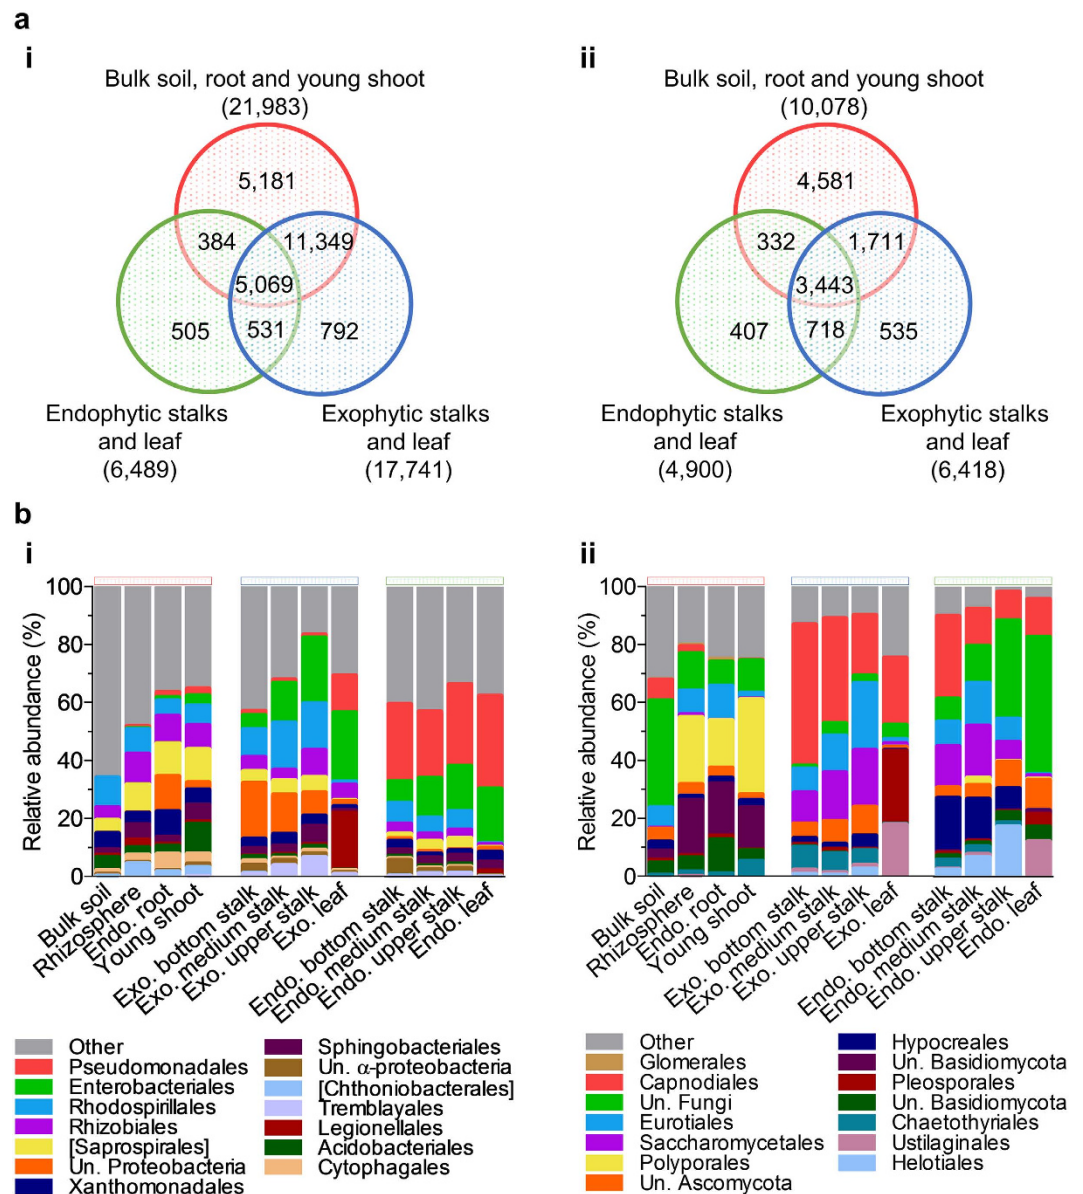 a
i
Bulk soil, root and young shoot
(21,983)
5,181
384
11,349
5,069
505
531
792
Endophytic stalks
and leaf
(6,489)
Exophytic stalks
and leaf
(17,741)
ii
Bulk soil, root and young shoot
(10,078)
4,581
332
1,711
3,443
407
718
535
Endophytic stalks
and leaf
(4,900)
Exophytic stalks
and leaf
(6,418)
b
i
Relative abundance (%)
100
80
60
40
20
0
Bulk soil
Rhizosphere
Endo. root
Young shoot
Exo. bottom stalk
Exo. medium stalk
Exo. upper stalk
Exo. leaf
Endo. bottom stalk
Endo. medium stalk
Endo. upper stalk
Endo. leaf
Other
Pseudomonadales
Enterobacteriales
Rhodospirillales
Rhizobiales
[Saprospirales]
Un. Proteobacteria
Xanthomonadales
Sphingobacteriales
Un. α-proteobacteria
[Chthoniobacterales]
Tremblayales
Legionellales
Acidobacteriales
Cytophagales
ii
Relative abundance (%)
100
80
60
40
20
0
Bulk soil
Rhizosphere
Endo. root
Young shoot
Exo. bottom stalk
Exo. medium stalk
Exo. upper stalk
Exo. leaf
Endo. bottom stalk
Endo. medium stalk
Endo. upper stalk
Endo. leaf
Other
Glomerales
Capnodiales
Un. Fungi
Eurotiales
Saccharomycetales
Polyporales
Un. Ascomycota
Hypocreales
Un. Basidiomycota
Pleosporales
Un. Basidiomycota
Chaetothyriales
Ustilaginales
Helotiales